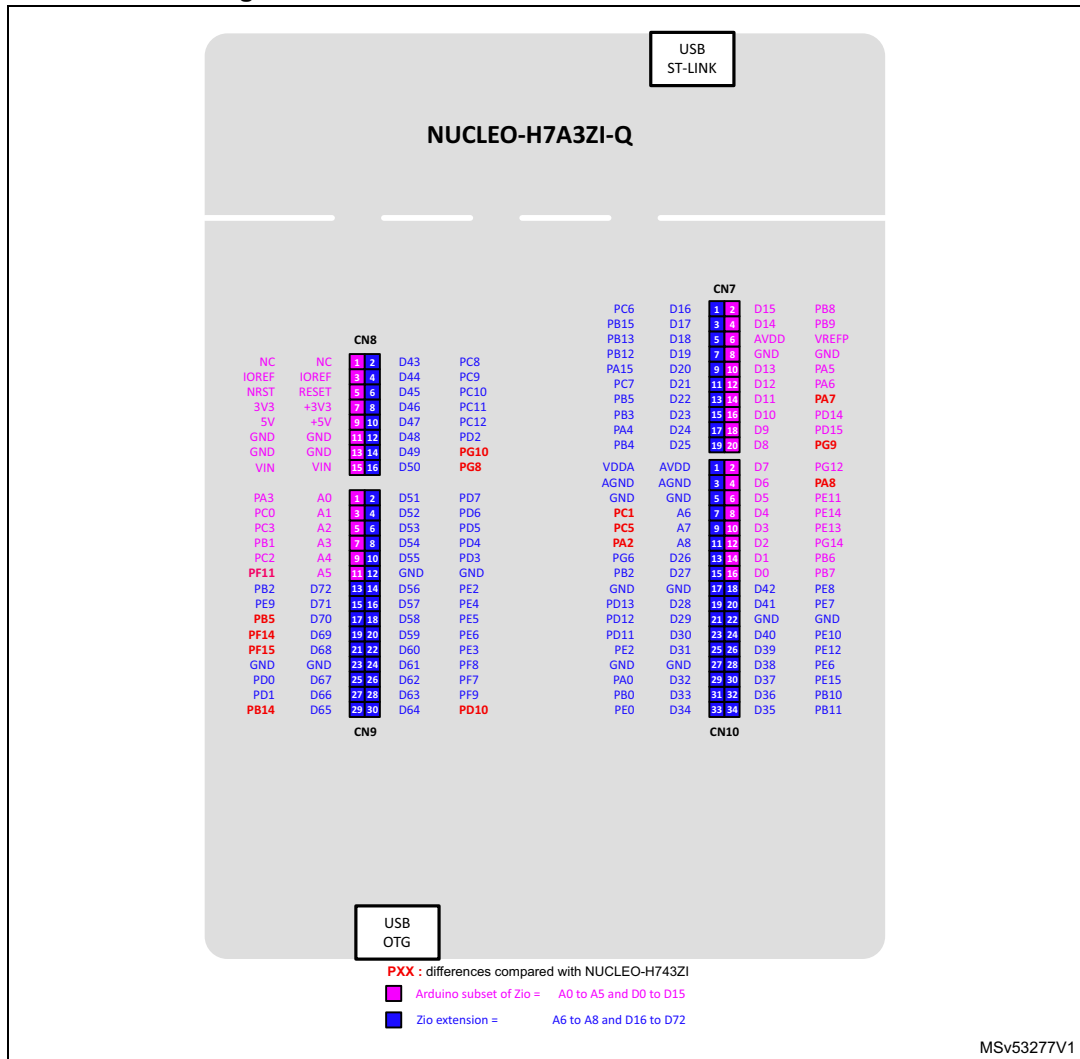 USB
ST-LINK
NUCLEO-H7A3ZI-Q
CN8
NC NC 1 2 D43 PC8
IOREF IOREF 3 4 D44 PC9
NRST RESET 5 6 D45 PC10
3V3 +3V3 7 8 D46 PC11
5V +5V 9 10 D47 PC12
GND GND 11 12 D48 PD2
GND GND 13 14 D49 PG10
VIN VIN 15 16 D50 PG8
PA3 A0 1 2 D51 PD7
PC0 A1 3 4 D52 PD6
PC3 A2 5 6 D53 PD5
PB1 A3 7 8 D54 PD4
PC2 A4 9 10 D55 PD3
PF11 A5 11 12 GND GND
PB2 D72 13 14 D56 PE2
PE9 D71 15 16 D57 PE4
PB5 D70 17 18 D58 PE5
PF14 D69 19 20 D59 PE6
PF15 D68 21 22 D60 PE3
GND GND 23 24 D61 PF8
PD0 D67 25 26 D62 PF7
PD1 D66 27 28 D63 PF9
PB14 D65 29 30 D64 PD10
CN9
CN7
PC6 D16 1 2 D15 PB8
PB15 D17 3 4 D14 PB9
PB13 D18 5 6 AVDD VREFP
PB12 D19 7 8 GND GND
PA15 D20 9 10 D13 PA5
PC7 D21 11 12 D12 PA6
PB5 D22 13 14 D11 PA7
PB3 D23 15 16 D10 PD14
PA4 D24 17 18 D9 PD15
PB4 D25 19 20 D8 PG9
VDDA AVDD 1 2 D7 PG12
AGND AGND 3 4 D6 PA8
GND GND 5 6 D5 PE11
PC1 A6 7 8 D4 PE14
PC5 A7 9 10 D3 PE13
PA2 A8 11 12 D2 PG14
PG6 D26 13 14 D1 PB6
PB2 D27 15 16 D0 PB7
GND GND 17 18 D42 PE8
PD13 D28 19 20 D41 PE7
PD12 D29 21 22 GND GND
PD11 D30 23 24 D40 PE10
PE2 D31 25 26 D39 PE12
GND GND 27 28 D38 PE6
PA0 D32 29 30 D37 PE15
PB0 D33 31 32 D36 PB10
PE0 D34 33 34 D35 PB11
CN10
USB
OTG
PXX : differences compared with NUCLEO-H743ZI
Arduino subset of Zio = A0 to A5 and D0 to D15
Zio extension = A6 to A8 and D16 to D72
MSv53277V1